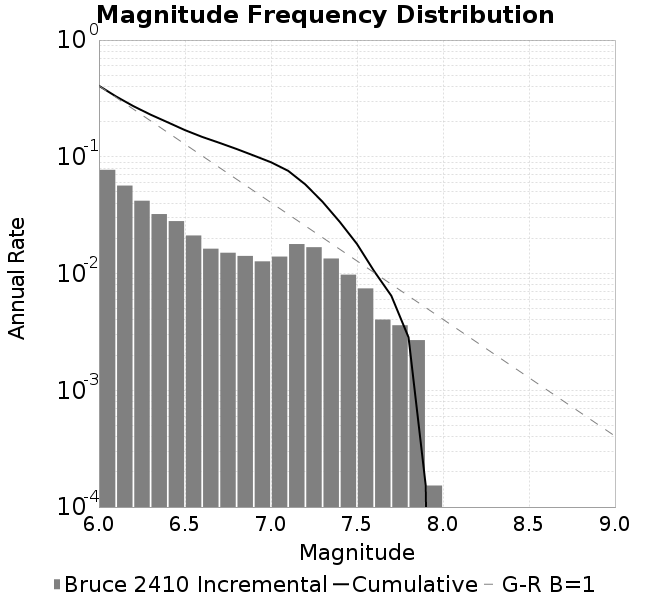 Magnitude Frequency Distribution
10^0
10^-1
10^-2
10^-3
10^-4
Annual Rate
6.0 6.5 7.0 7.5 8.0 8.5 9.0
Magnitude
Bruce 2410 Incremental Cumulative G-R B=1